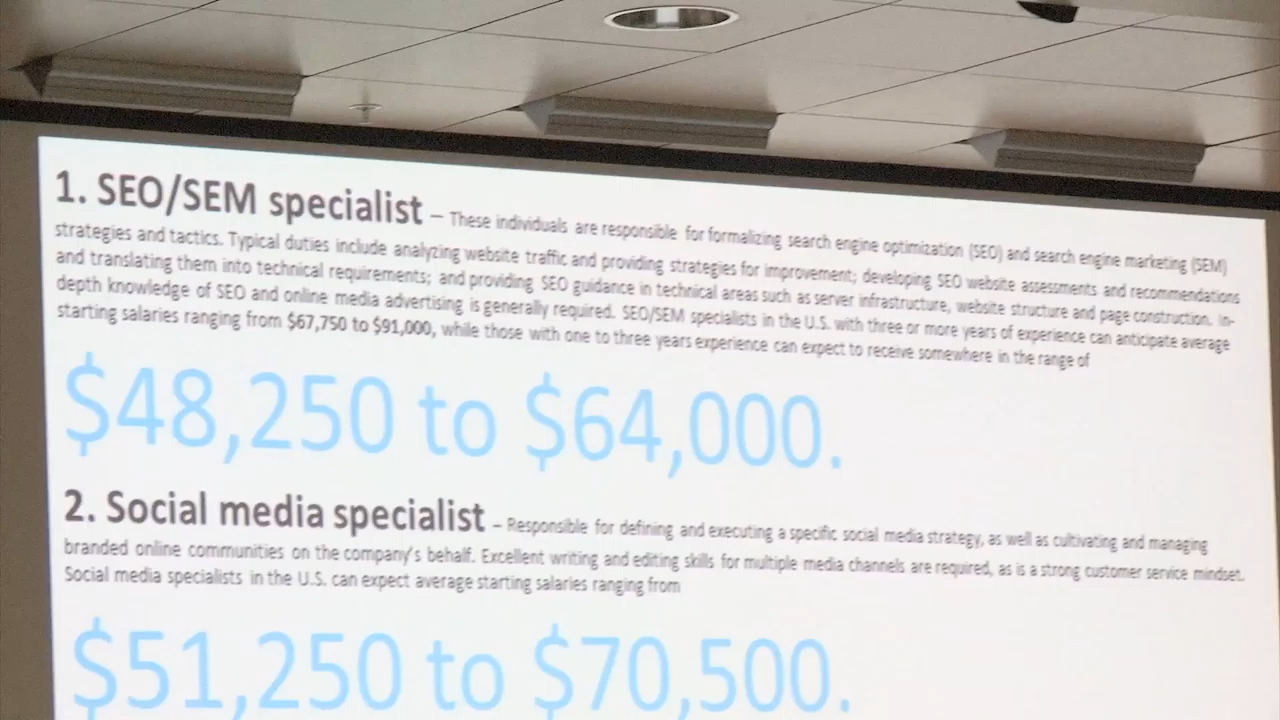 1. SEO/SEM specialist – These individuals are responsible for formalizing search engine optimization (SEO) and search engine marketing (SEM)
strategies and tactics. Typical duties include analyzing website traffic and providing strategies for improvement; developing SEO website assessments and recommendations
and translating them into technical requirements; and providing SEO guidance in technical areas such as server infrastructure, website structure and page construction. In-
depth knowledge of SEO and online media advertising is generally required. SEO/SEM specialists in the U.S. with three or more years of experience can anticipate average
starting salaries ranging from $67,750 to $91,000, while those with one to three years experience can expect to receive somewhere in the range of
$48,250 to $64,000.
2. Social media specialist – Responsible for defining and executing a specific social media strategy, as well as cultivating and managing
branded online communities on the company's behalf. Excellent writing and editing skills for multiple media channels are required, as is a strong customer service mindset.
Social media specialists in the U.S. can expect average starting salaries ranging from
$51,250 to $70,500.